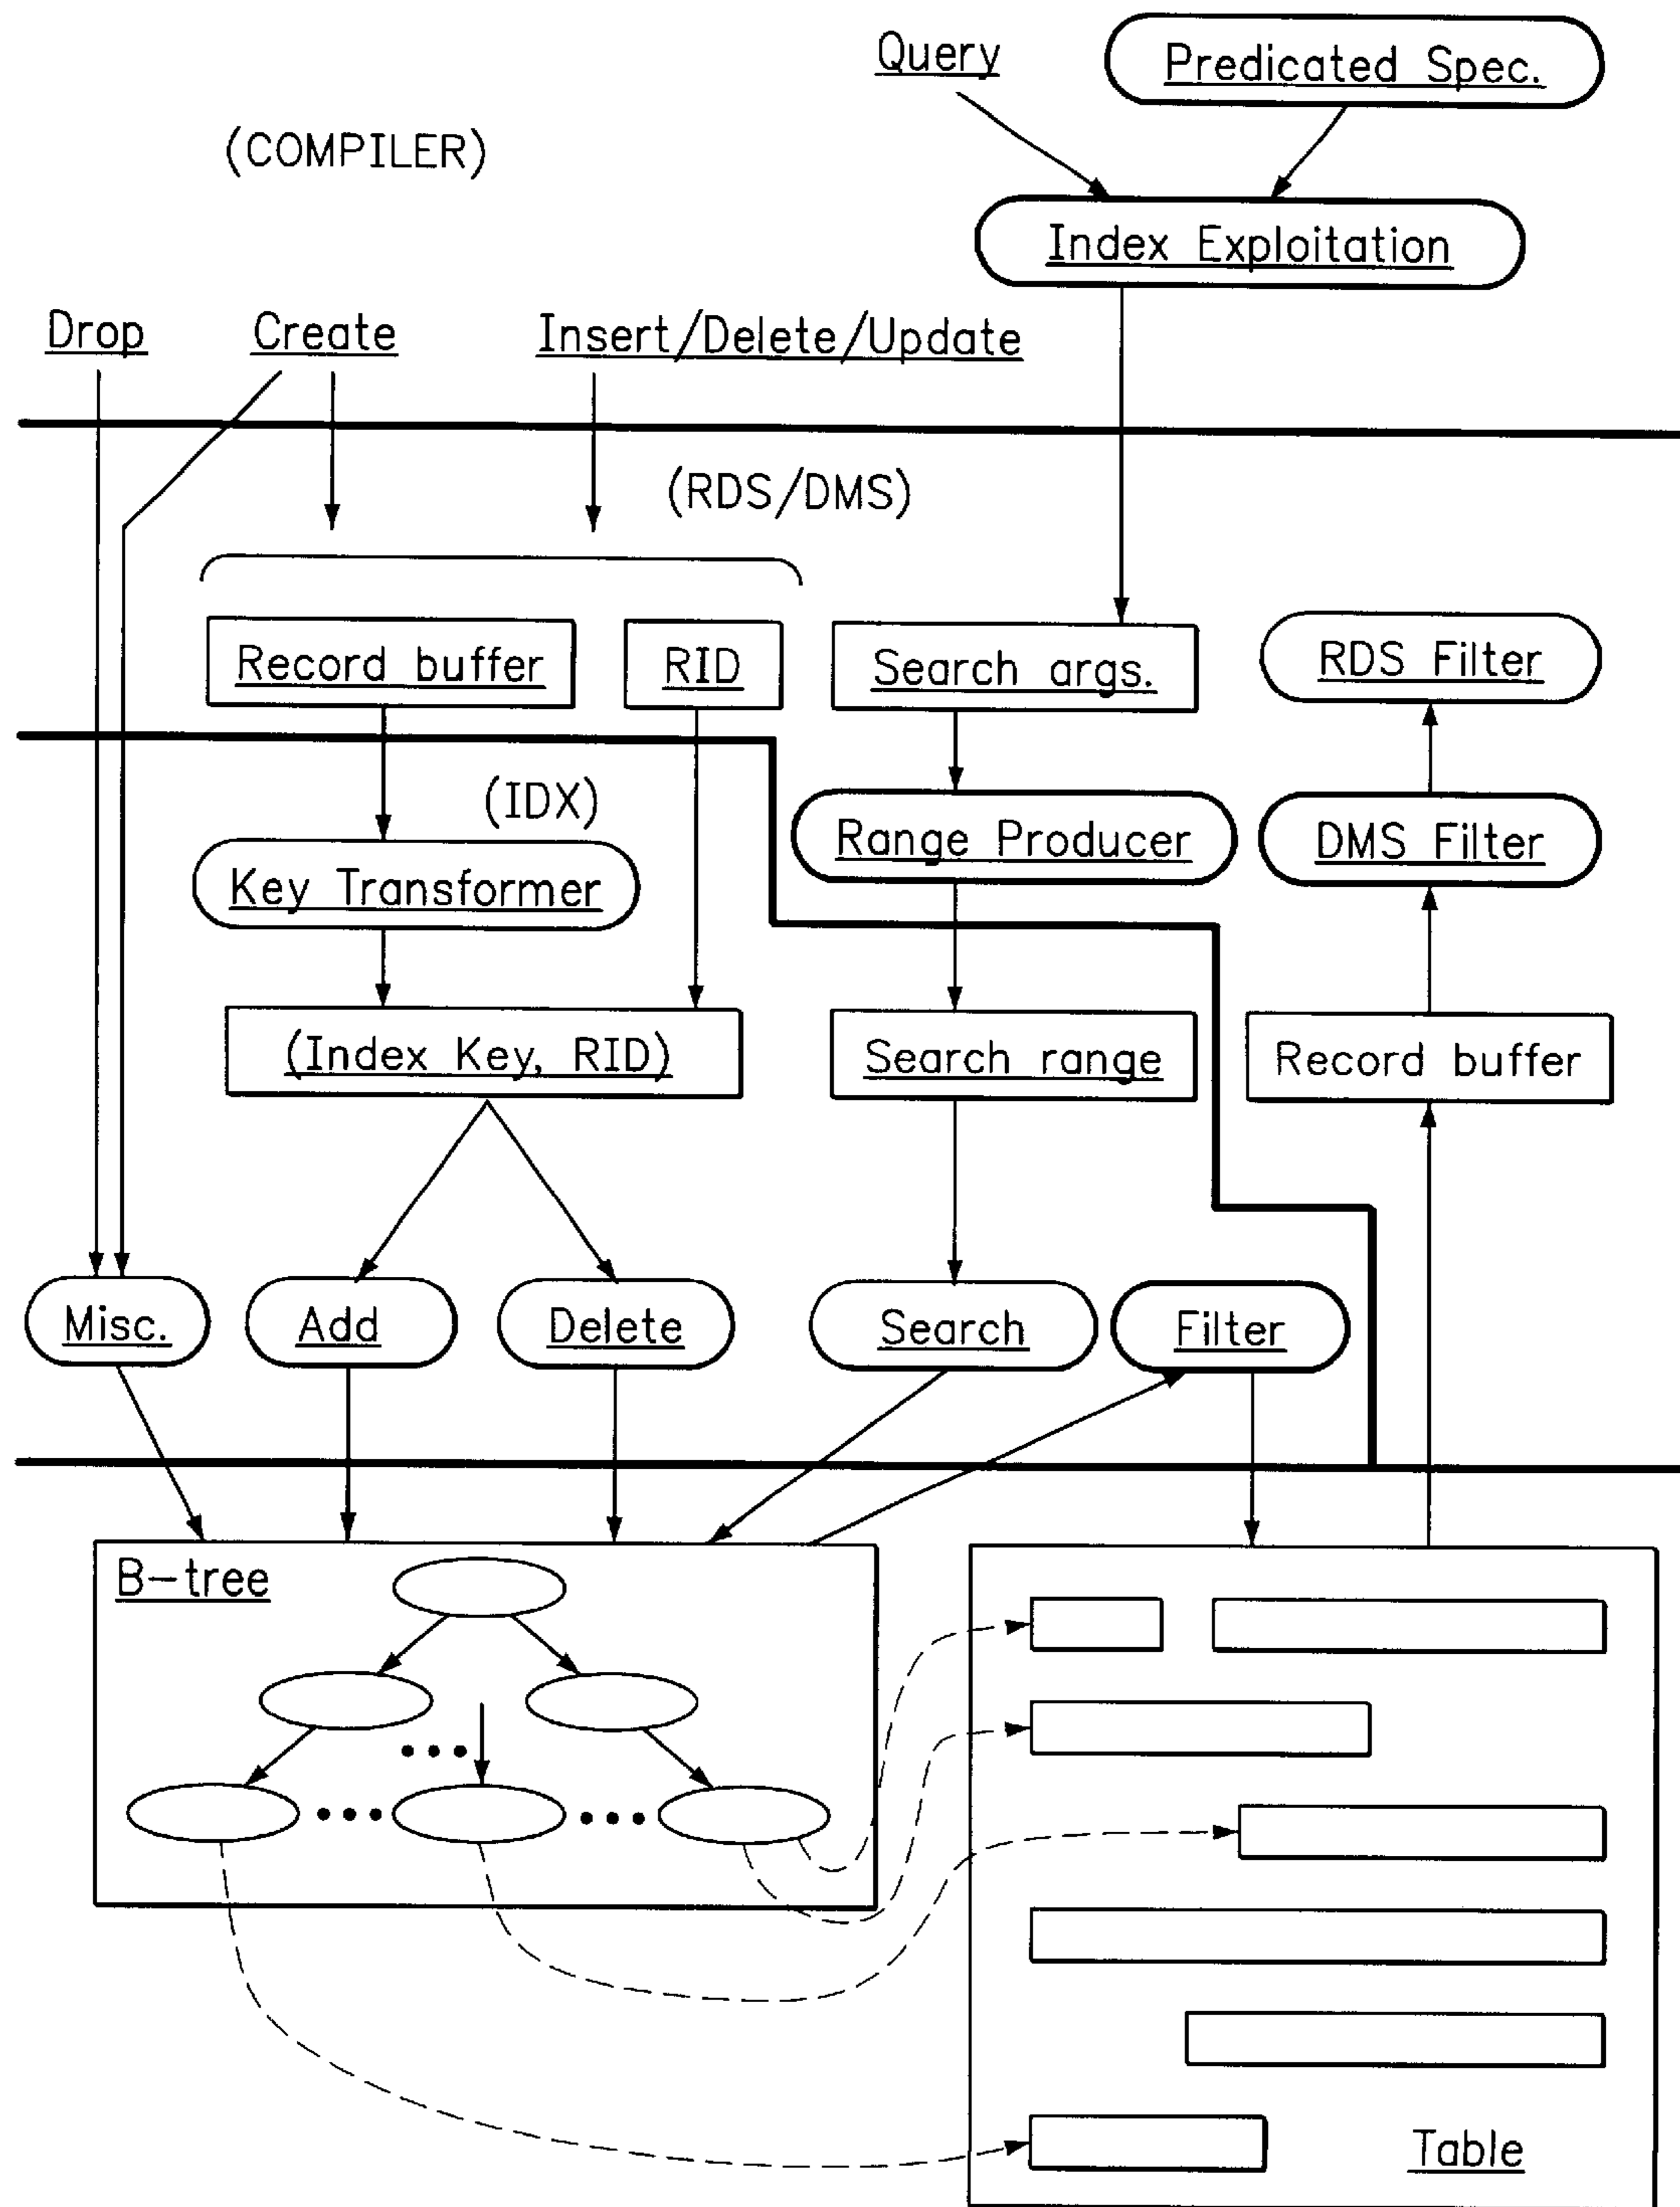 Query
Predicated Spec.
(COMPILER)
Index Exploitation
Drop
Create
Insert/Delete/Update
(RDS/DMS)
Record buffer
RID
Search args.
RDS Filter
(IDX)
Range Producer
DMS Filter
Key Transformer
(Index Key, RID)
Search range
Record buffer
Misc.
Add
Delete
Search
Filter
B-tree
Table